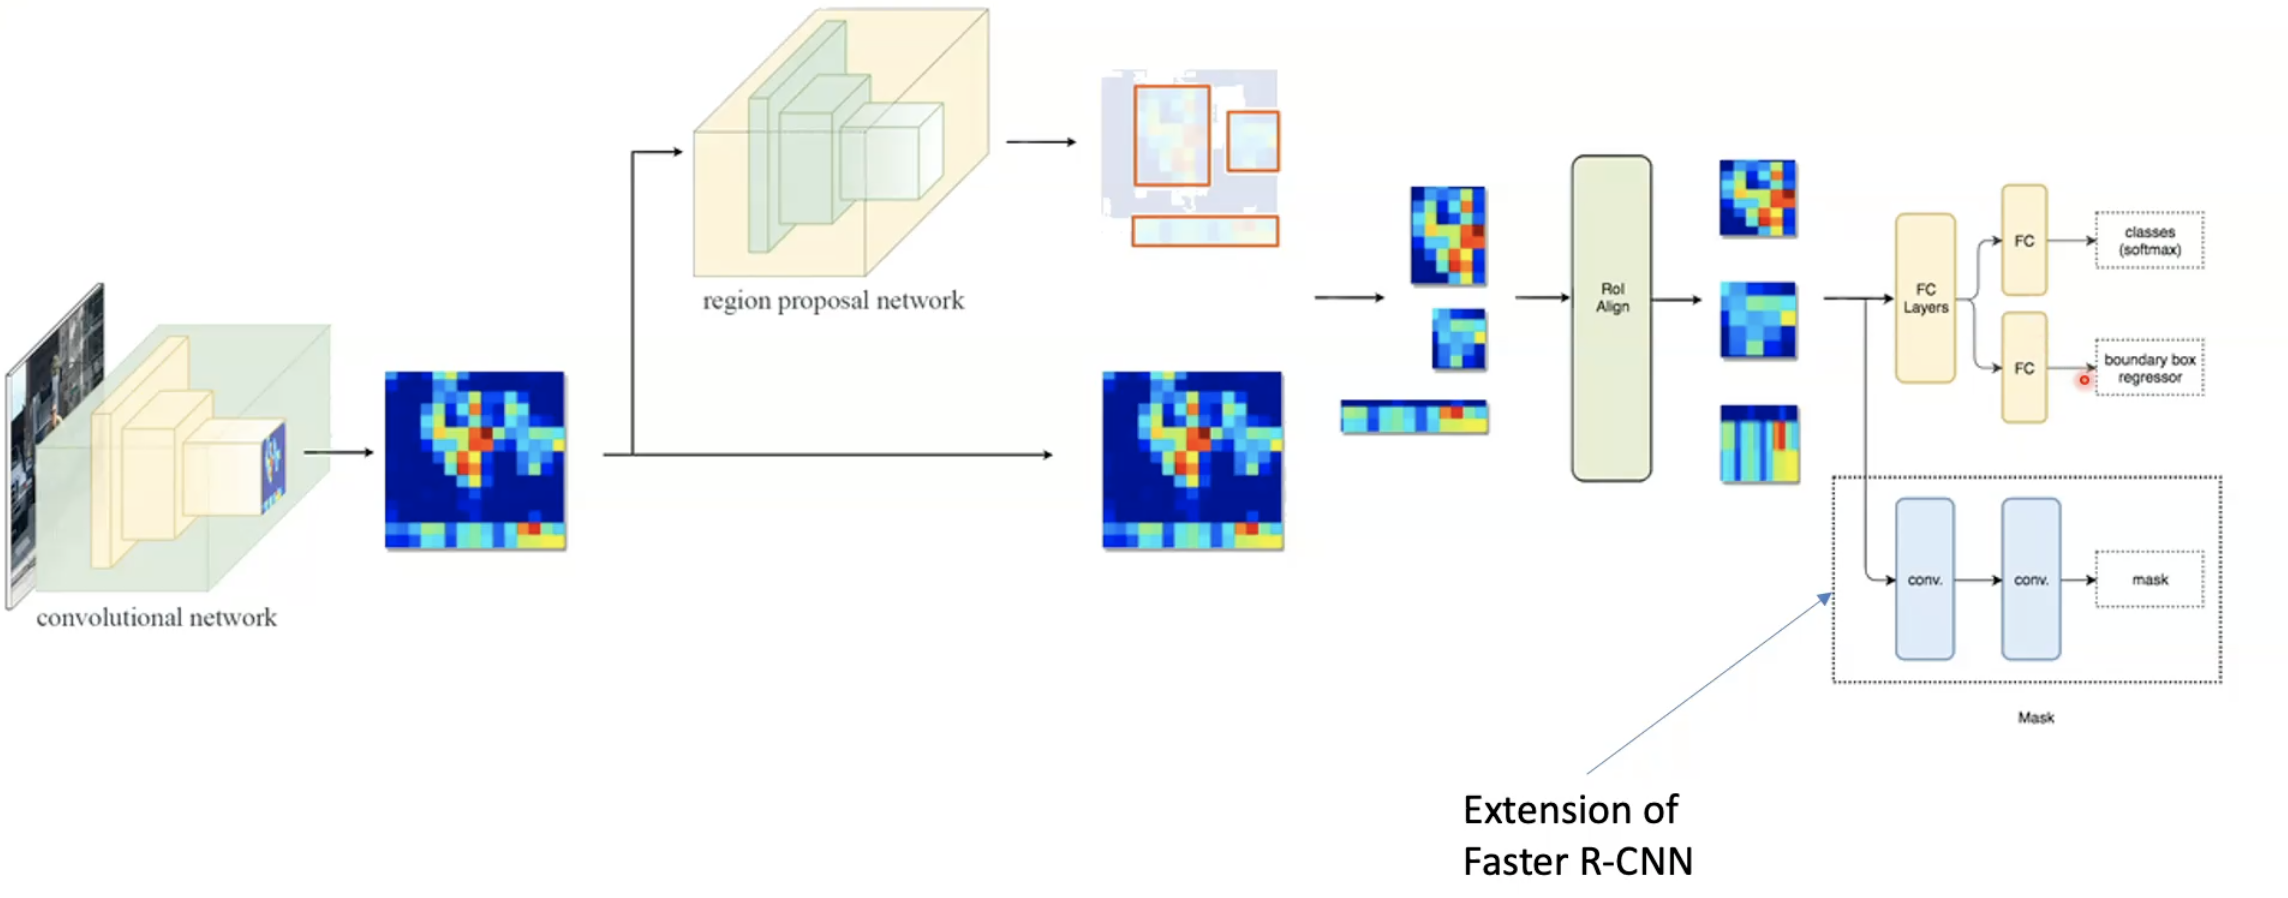 region proposal network
convolutional network
RoI
Align
FC
Layers
FC
classes
(softmax)
FC
boundary box
regressor
conv.
conv.
mask
Mask
Extension of
Faster R-CNN